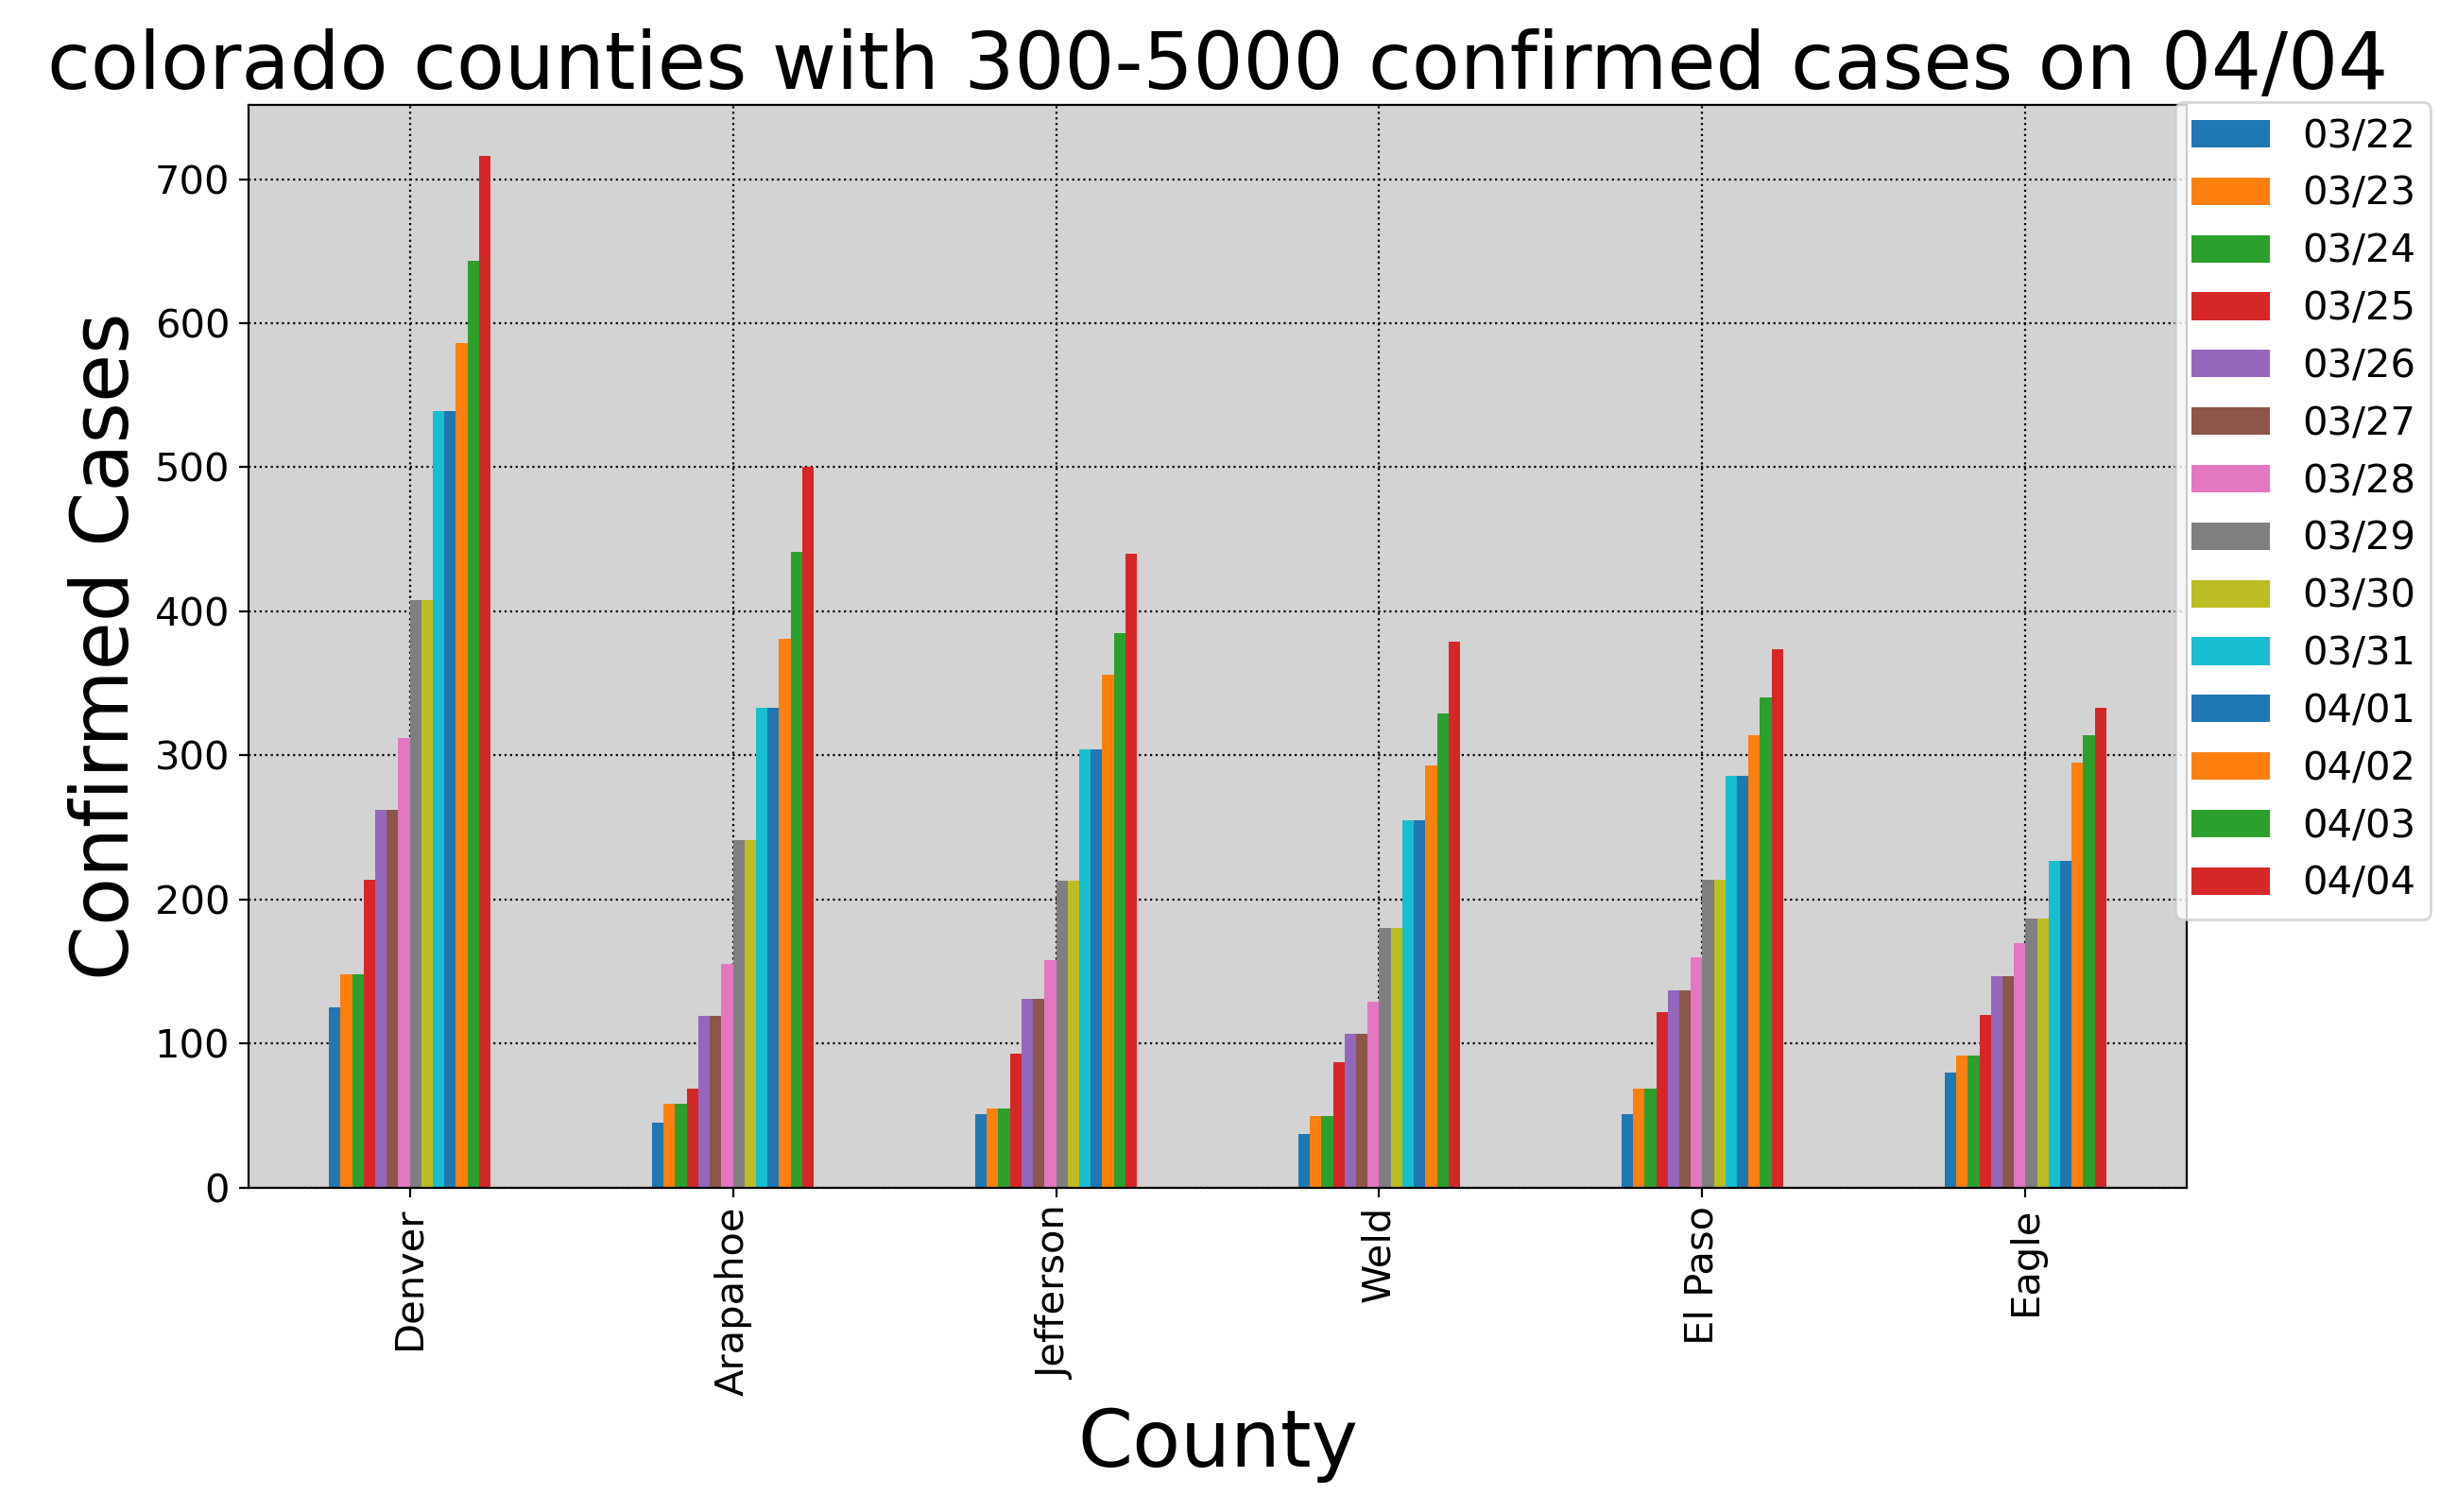 colorado counties with 300-5000 confirmed cases on 04/04
Confirmed Cases
700
600
500
400
300
200
100
0
03/22
03/23
03/24
03/25
03/26
03/27
03/28
03/29
03/30
03/31
04/01
04/02
04/03
04/04
Denver
Arapahoe
Jefferson
Weld
El Paso
Eagle
County